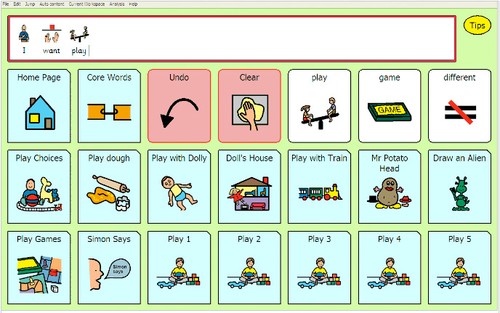 File Edit Jump Auto content Current Workspace Analysis Help
Tips
I want play
Home Page
Core Words
Undo
Clear
play
game
GAME
different
Play Choices
Play dough
Play with Dolly
Doll's House
Play with Train
Mr Potato
Head
Draw an Alien
Play Games
Simon Says
Simon
says
Play 1
Play 2
Play 3
Play 4
Play 5